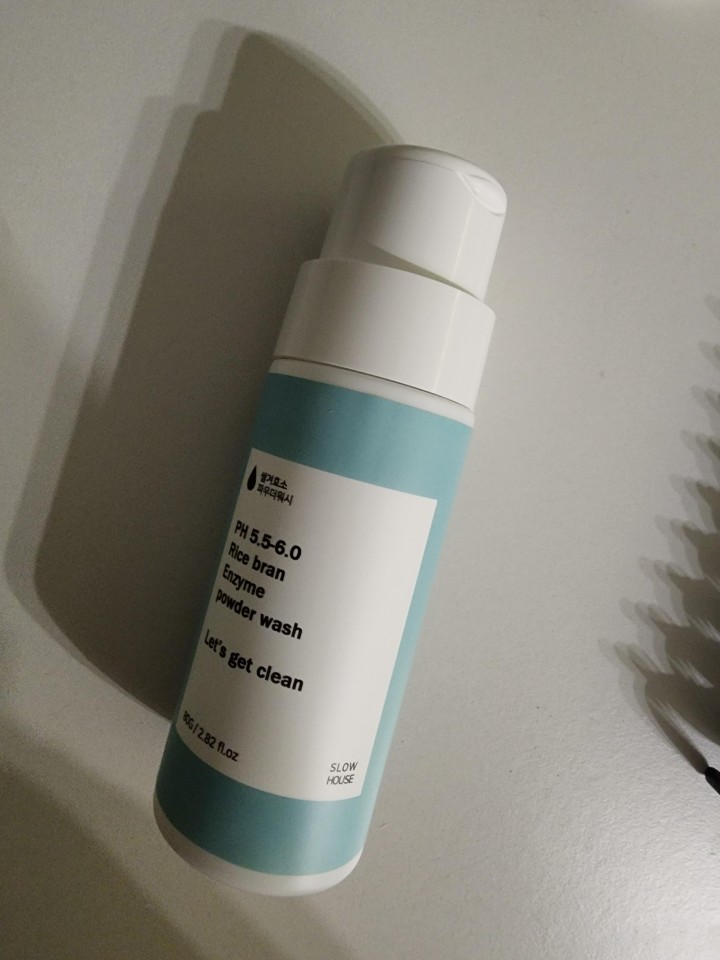 쌀겨효소
파우더워시
PH 5.5-6.0
Rice bran
Enzyme
powder wash
Let's get clean
80G / 2.82 fl.oz
SLOW
HOUSE